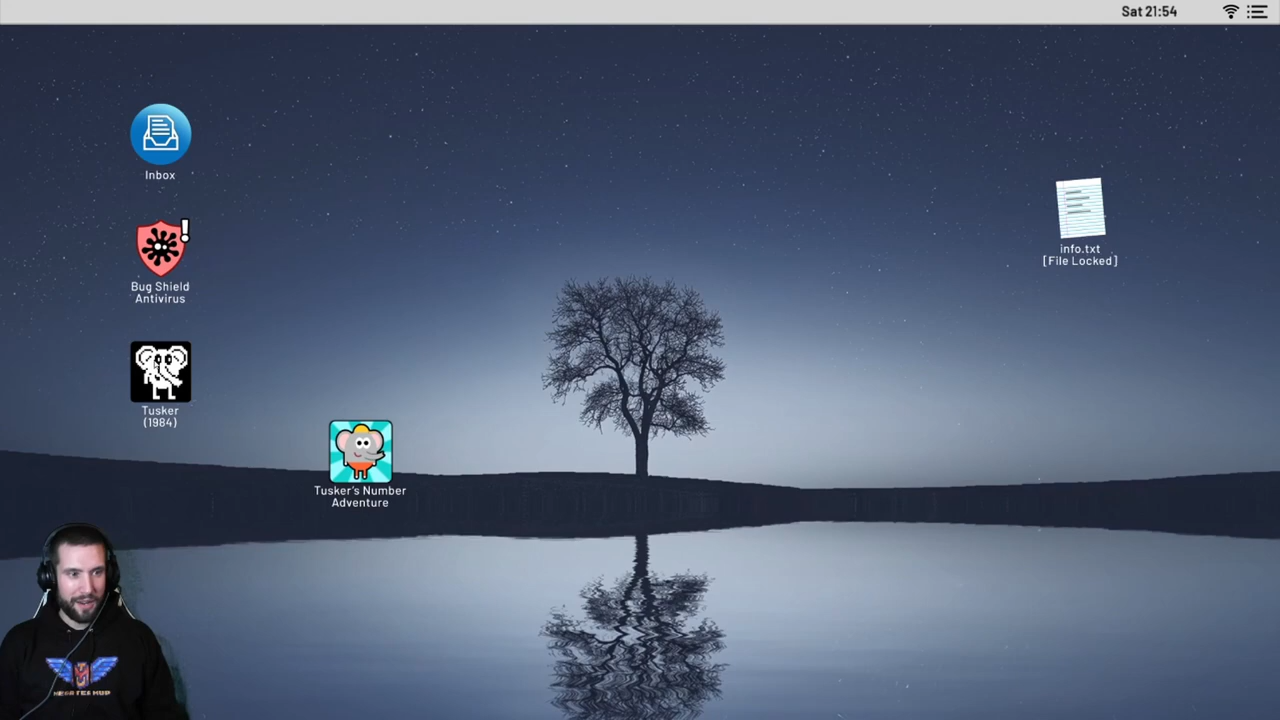 Sat 21:54
Inbox
Bug Shield
Antivirus
Tusker
(1984)
Tusker's Number
Adventure
info.txt
[File Locked]